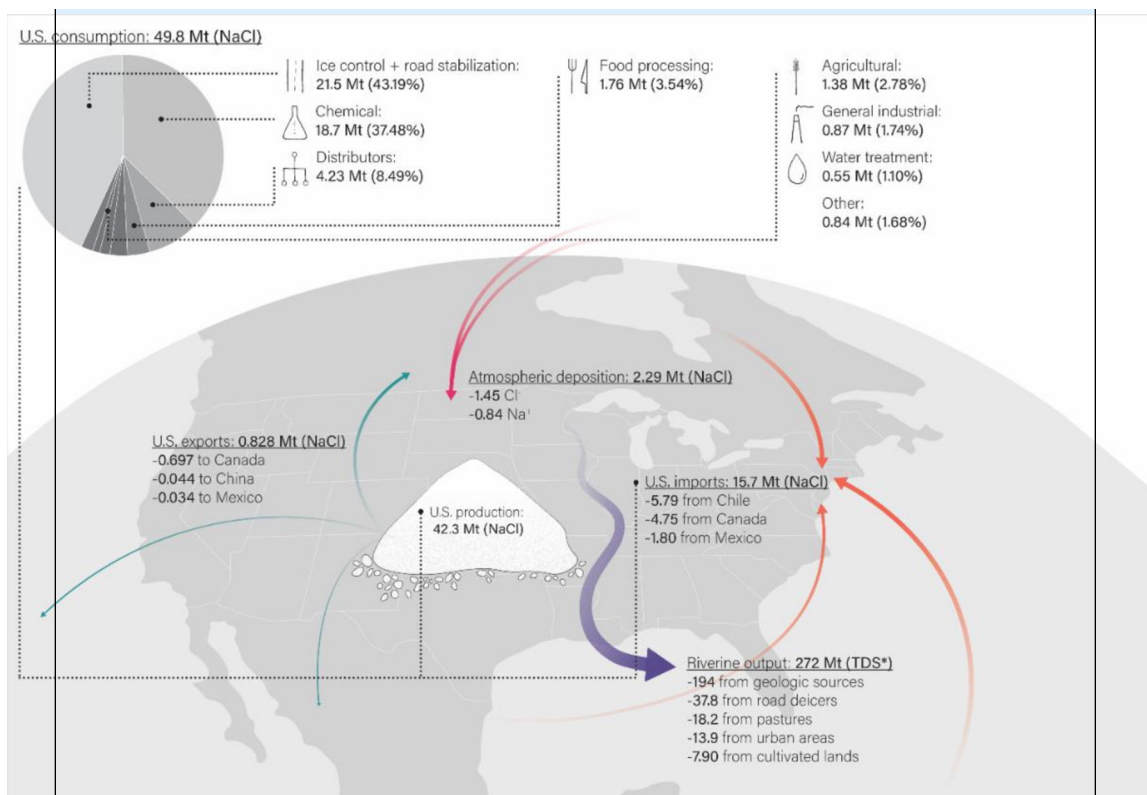 U.S. consumption: 49.8 Mt (NaCl)
Ice control + road stabilization:
21.5 Mt (43.19%)
Chemical:
18.7 Mt (37.48%)
Distributors:
4.23 Mt (8.49%)
Food processing:
1.76 Mt (3.54%)
Agricultural:
1.38 Mt (2.78%)
General industrial:
0.87 Mt (1.74%)
Water treatment:
0.55 Mt (1.10%)
Other:
0.84 Mt (1.68%)
Atmospheric deposition: 2.29 Mt (NaCl)
-1.45 Cl⁻
-0.84 Na⁺
U.S. exports: 0.828 Mt (NaCl)
-0.697 to Canada
-0.044 to China
-0.034 to Mexico
U.S. production:
42.3 Mt (NaCl)
U.S. imports: 15.7 Mt (NaCl)
-5.79 from Chile
-4.75 from Canada
-1.80 from Mexico
Riverine output: 272 Mt (TDS*)
-194 from geologic sources
-37.8 from road deicers
-18.2 from pastures
-13.9 from urban areas
-7.90 from cultivated lands